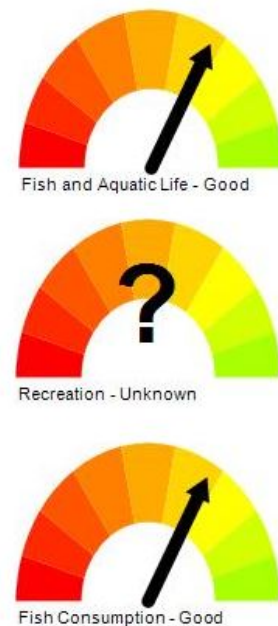 Fish and Aquatic Life - Good
?
Recreation - Unknown
Fish Consumption - Good